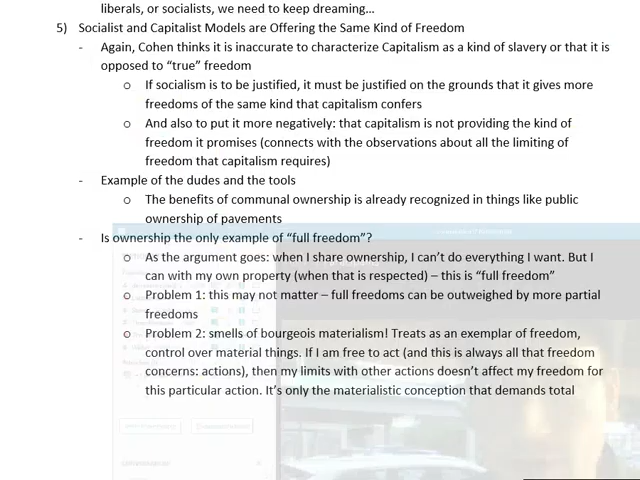 liberals, or socialists, we need to keep dreaming…
5) Socialist and Capitalist Models are Offering the Same Kind of Freedom
- Again, Cohen thinks it is inaccurate to characterize Capitalism as a kind of slavery or that it is
opposed to “true” freedom
o If socialism is to be justified, it must be justified on the grounds that it gives more
freedoms of the same kind that capitalism confers
o And also to put it more negatively: that capitalism is not providing the kind of
freedom it promises (connects with the observations about all the limiting of
freedom that capitalism requires)
- Example of the dudes and the tools
o The benefits of communal ownership is already recognized in things like public
ownership of pavements
- Is ownership the only example of “full freedom”?
o As the argument goes: when I share ownership, I can’t do everything I want. But I
can with my own property (when that is respected) – this is “full freedom”
o Problem 1: this may not matter – full freedoms can be outweighed by more partial
freedoms
o Problem 2: smells of bourgeois materialism! Treats as an exemplar of freedom,
control over material things. If I am free to act (and this is always all that freedom
concerns: actions), then my limits with other actions doesn’t affect my freedom for
this particular action. It’s only the materialistic conception that demands total